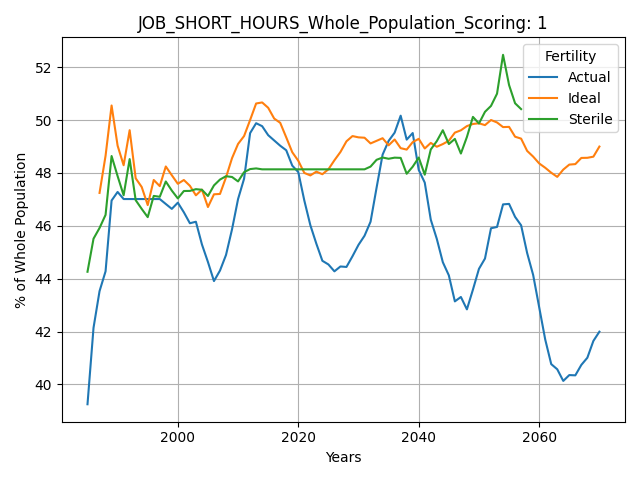 JOB_SHORT_HOURS_Whole_Population_Scoring: 1
Fertility
Actual
Ideal
Sterile
% of Whole Population
52
50
48
46
44
42
40
2000 2020 2040 2060
Years